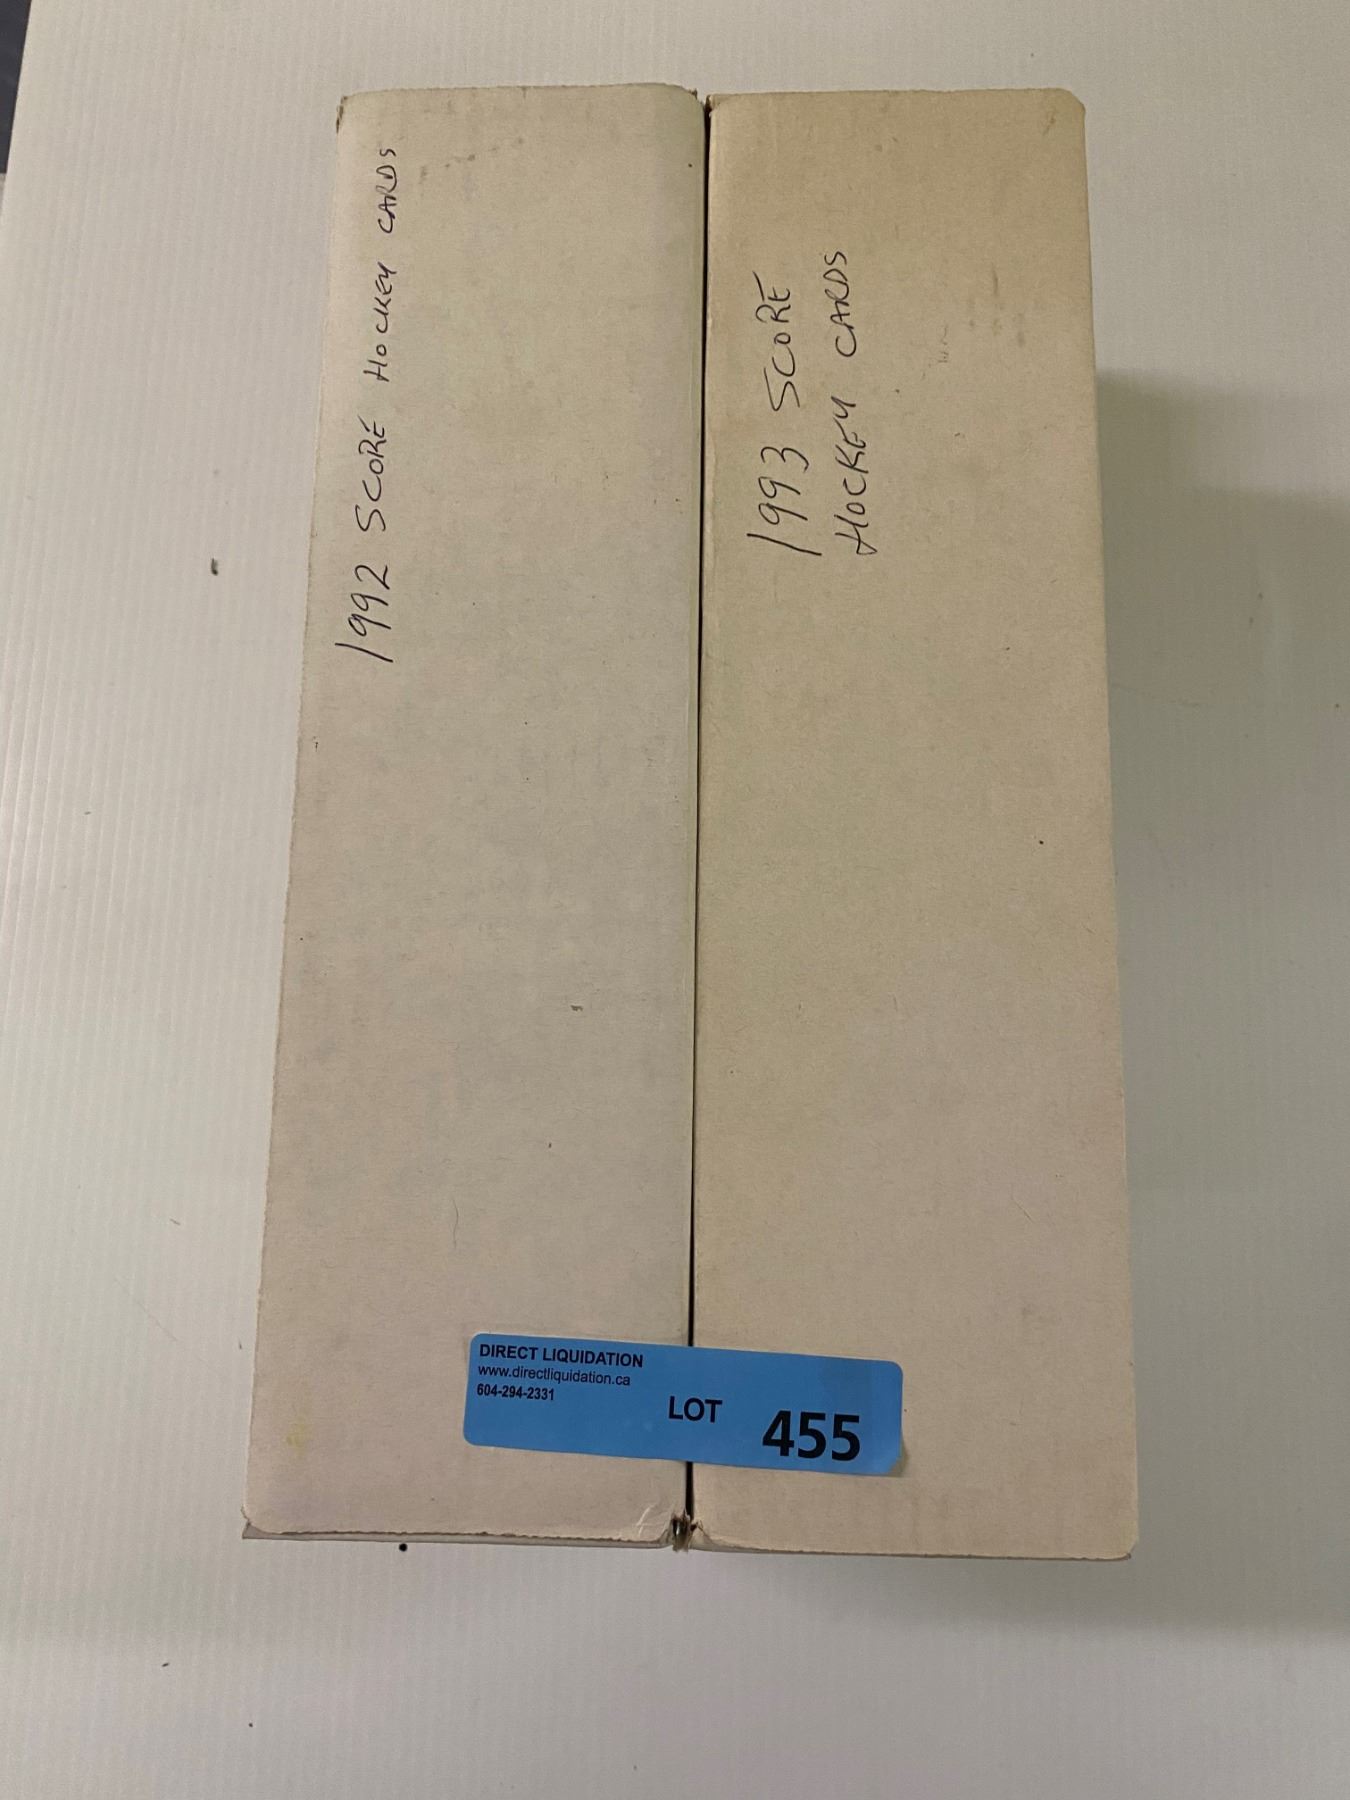 1992 SCORE HOCKEY CARDS
1993 SCORE
HOCKEY CARDS
DIRECT LIQUIDATION
www.directliquidation.ca
604-294-2331
LOT 455